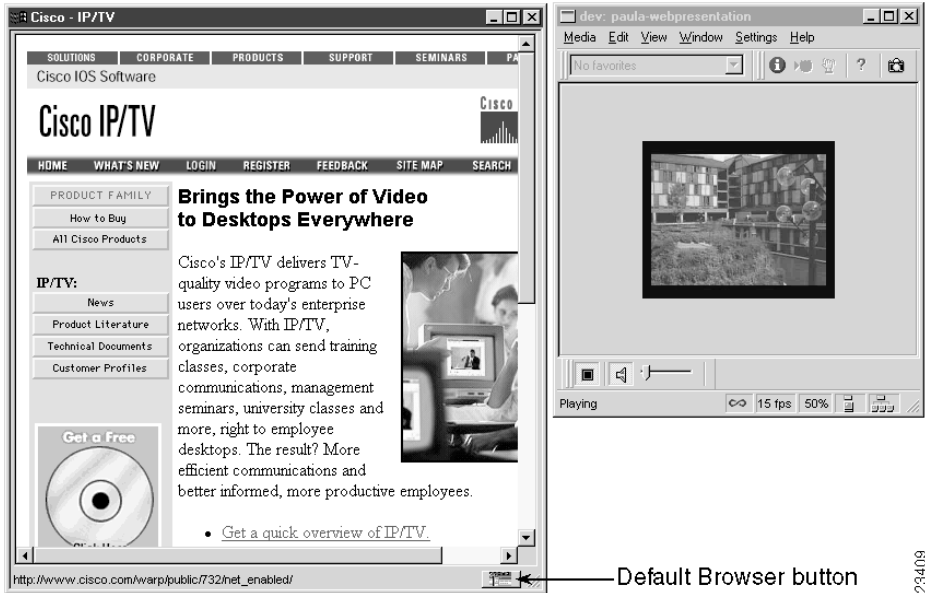 Cisco - IP/TV
SOLUTIONS CORPORATE PRODUCTS SUPPORT SEMINARS PA
Cisco IOS Software
Cisco IP/TV
CISCO
HOME WHAT'S NEW LOGIN REGISTER FEEDBACK SITE MAP SEARCH
PRODUCT FAMILY
How to Buy
All Cisco Products
IP/TV:
News
Product Literature
Technical Documents
Customer Profiles
Get a Free
Click Here
Brings the Power of Video
to Desktops Everywhere
Cisco's IP/TV delivers TV-
quality video programs to PC
users over today's enterprise
networks. With IP/TV,
organizations can send training
classes, corporate
communications, management
seminars, university classes and
more, right to employee
desktops. The result? More
efficient communications and
better informed, more productive employees.
• Get a quick overview of IP/TV.
http://www.cisco.com/warp/public/732/net_enabled/
dev: paula-webpresentation
Media Edit View Window Settings Help
No favorites
?
Playing
15 fps 50%
Default Browser button
23409